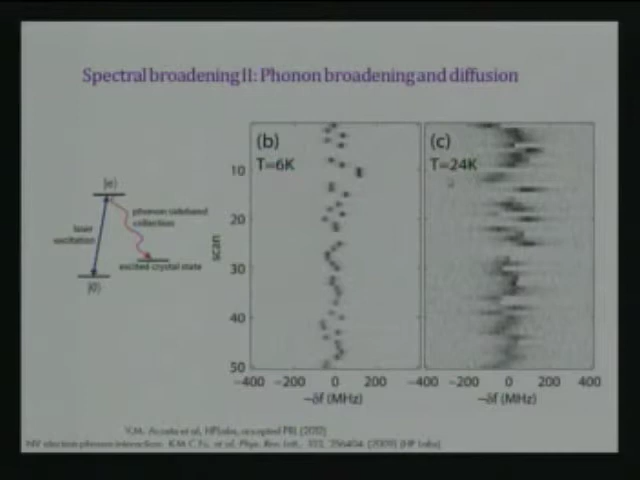 Spectral broadening II: Phonon broadening and diffusion
(b)
T=6K
(c)
T=24K
|e⟩
phonon sideband
collection
laser
excitation
excited crystal state
|0⟩
scan
10
20
30
40
50
−400 −200 0 200
−400 −200 0 200 400
−δf (MHz)
−δf (MHz)
V.M. Acosta et al, HPLabs, accepted PRL (2012)
NV electron phonon interaction: K.M.C. Fu, et al, Phys. Rev. Lett., 103, 256404 (2009) (HP Labs)